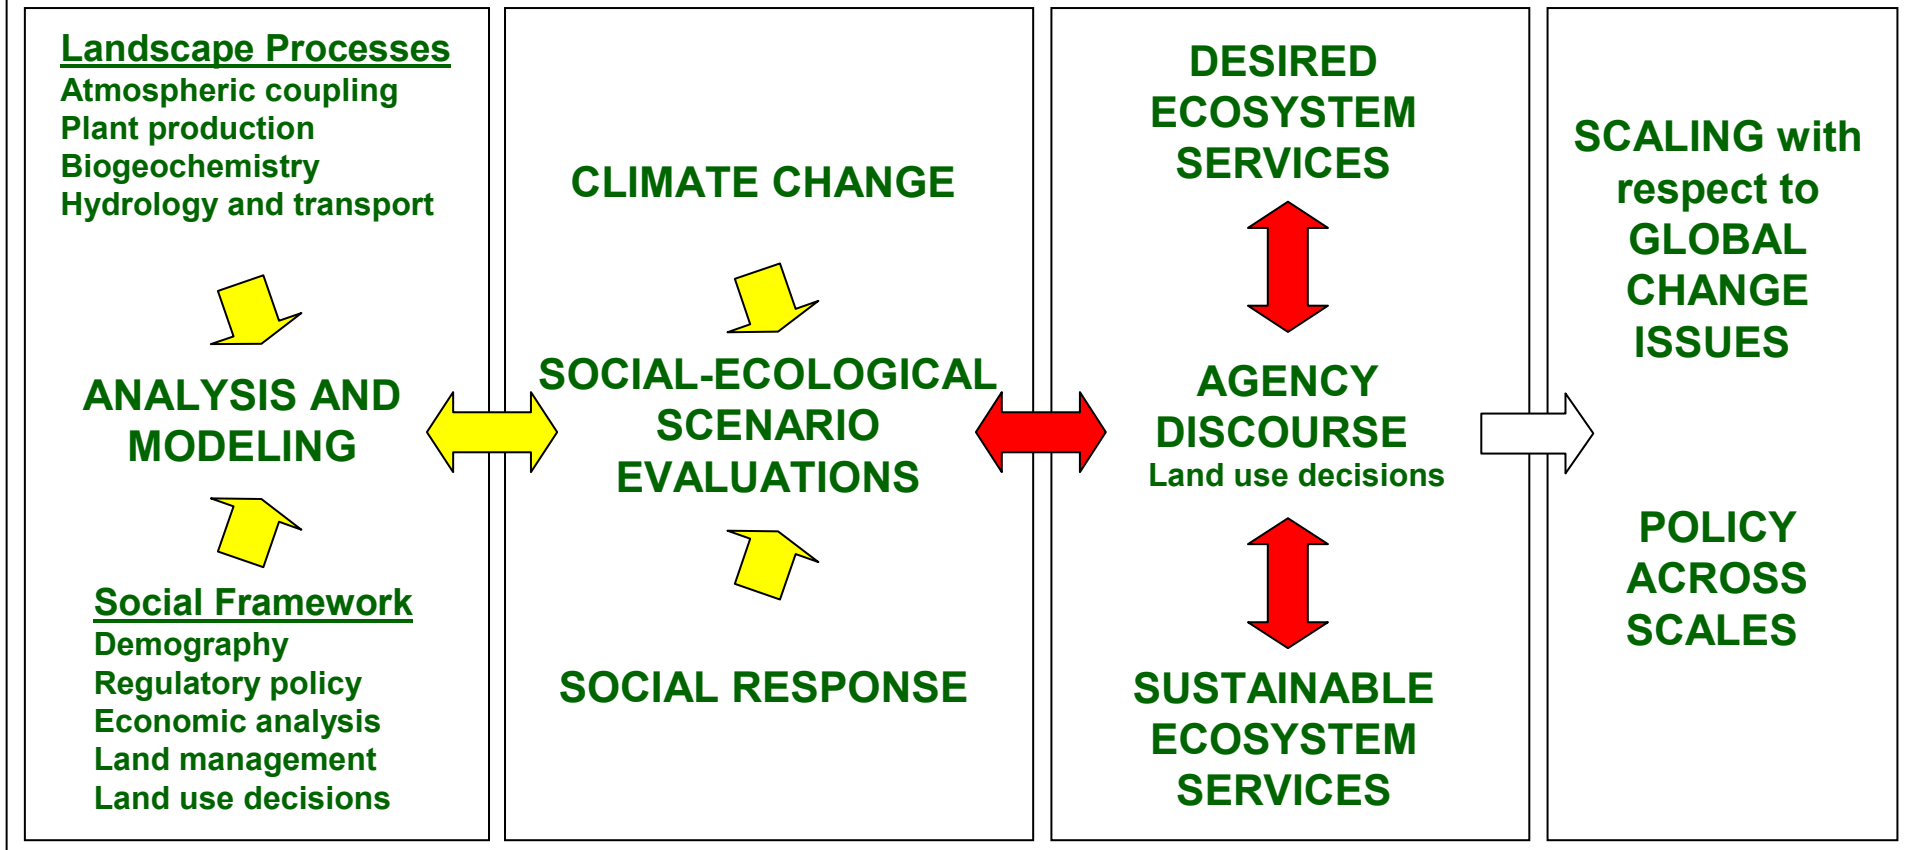 Landscape Processes
Atmospheric coupling
Plant production
Biogeochemistry
Hydrology and transport
ANALYSIS AND
MODELING
Social Framework
Demography
Regulatory policy
Economic analysis
Land management
Land use decisions
CLIMATE CHANGE
SOCIAL-ECOLOGICAL
SCENARIO
EVALUATIONS
SOCIAL RESPONSE
DESIRED
ECOSYSTEM
SERVICES
AGENCY
DISCOURSE
Land use decisions
SUSTAINABLE
ECOSYSTEM
SERVICES
SCALING with
respect to
GLOBAL
CHANGE
ISSUES
POLICY
ACROSS
SCALES